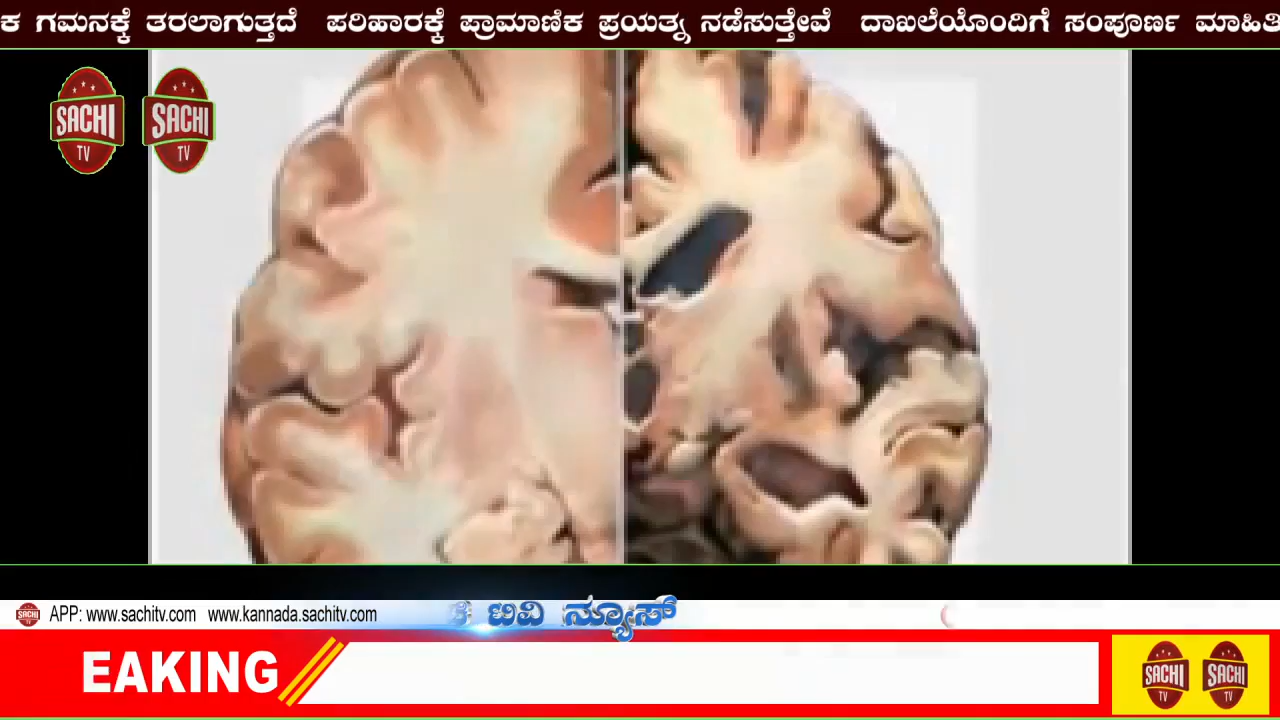 ಕ ಗಮನಕ್ಕೆ ತರಲಾಗುತ್ತದೆ ಪರಿಹಾರಕ್ಕೆ ಪ್ರಾಮಾಣಿಕ ಪ್ರಯತ್ನ ನಡೆಸುತ್ತೇವೆ ದಾಖಲೆಯೊಂದಿಗೆ ಸಂಪೂರ್ಣ ಮಾಹಿತಿ
SACHI TV SACHI TV
APP: www.sachitv.com www.kannada.sachitv.com ಟಿವಿ ನ್ಯೂಸ್
EAKING
SACHI TV SACHI TV